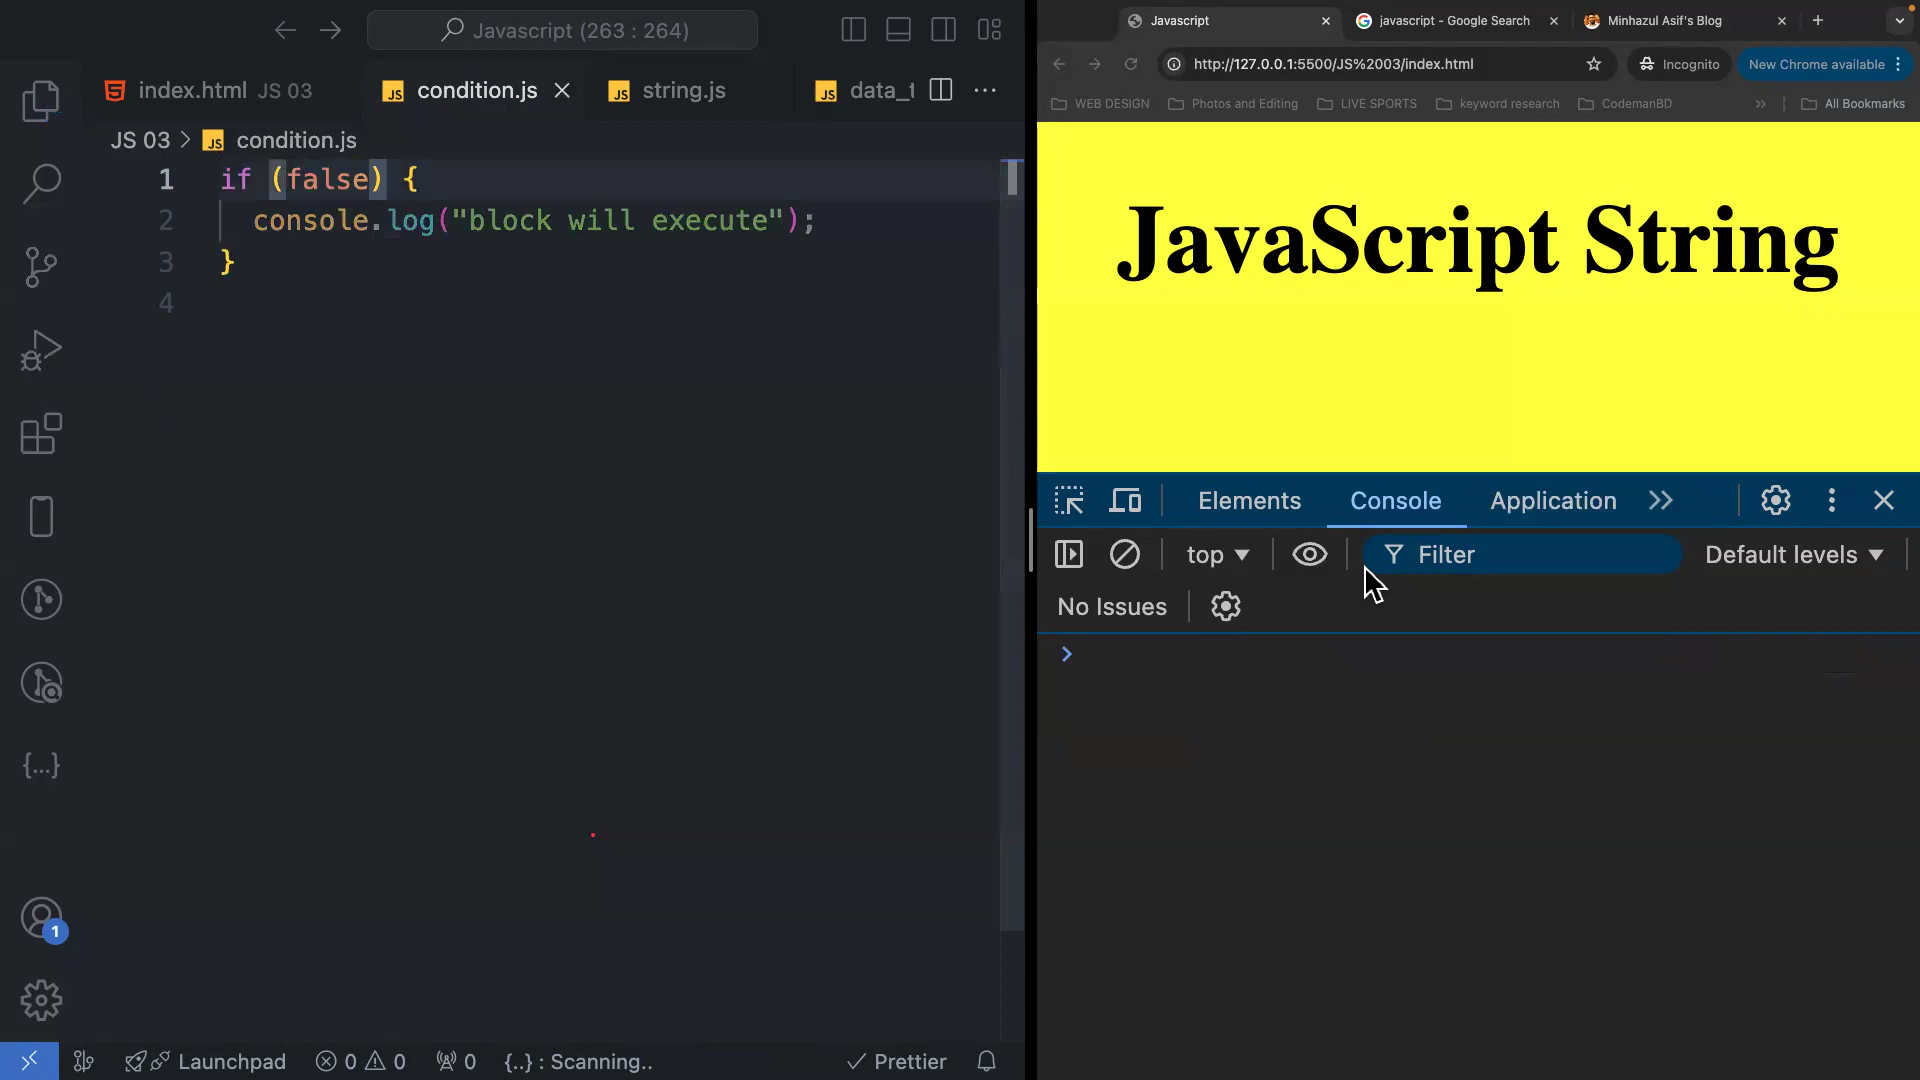 Javascript (263 : 264)
index.html JS 03
condition.js
string.js
data_t
JS 03 > condition.js
1 if (false) {
2 console.log("block will execute");
3 }
4
1
Launchpad
0 0
0
{..} : Scanning..
Prettier
Javascript
javascript - Google Search
Minhazul Asif's Blog
http://127.0.0.1:5500/JS%2003/index.html
Incognito
New Chrome available
WEB DESIGN
Photos and Editing
LIVE SPORTS
keyword research
CodemanBD
All Bookmarks
JavaScript String
Elements
Console
Application
top
Filter
Default levels
No Issues